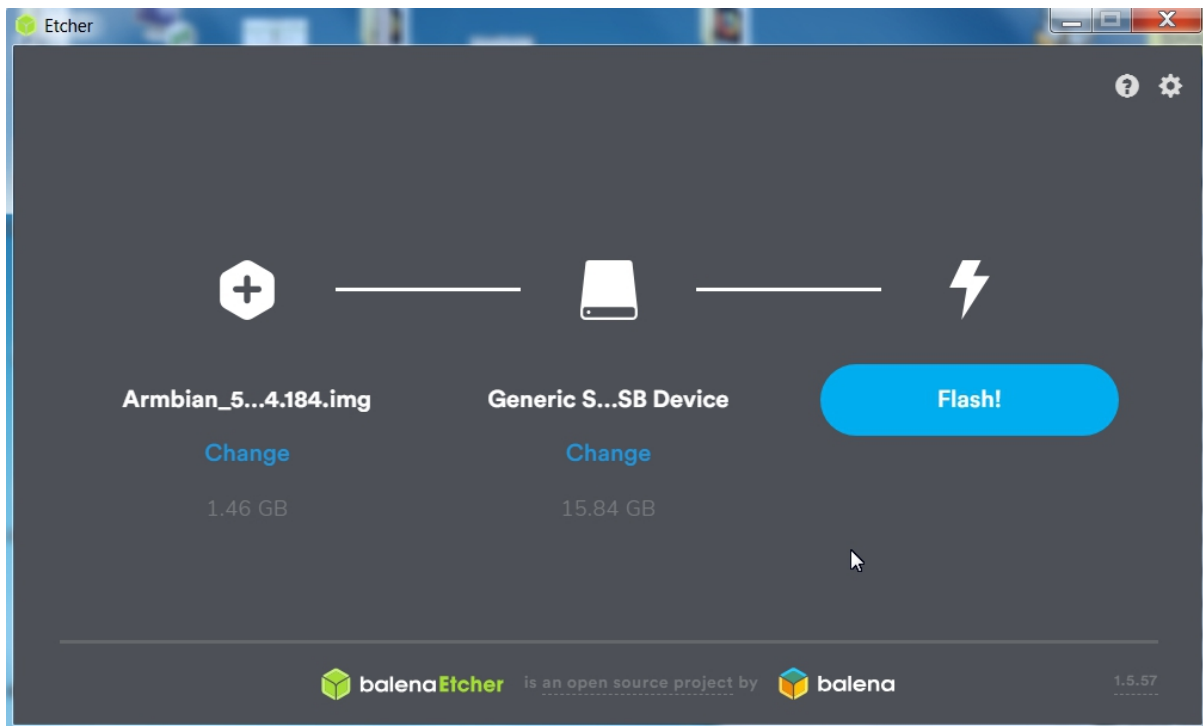 Etcher
Armbian_5...4.184.img
Generic S...SB Device
Flash!
Change
Change
1.46 GB
15.84 GB
balenaEtcher is an open source project by balena
1.5.57